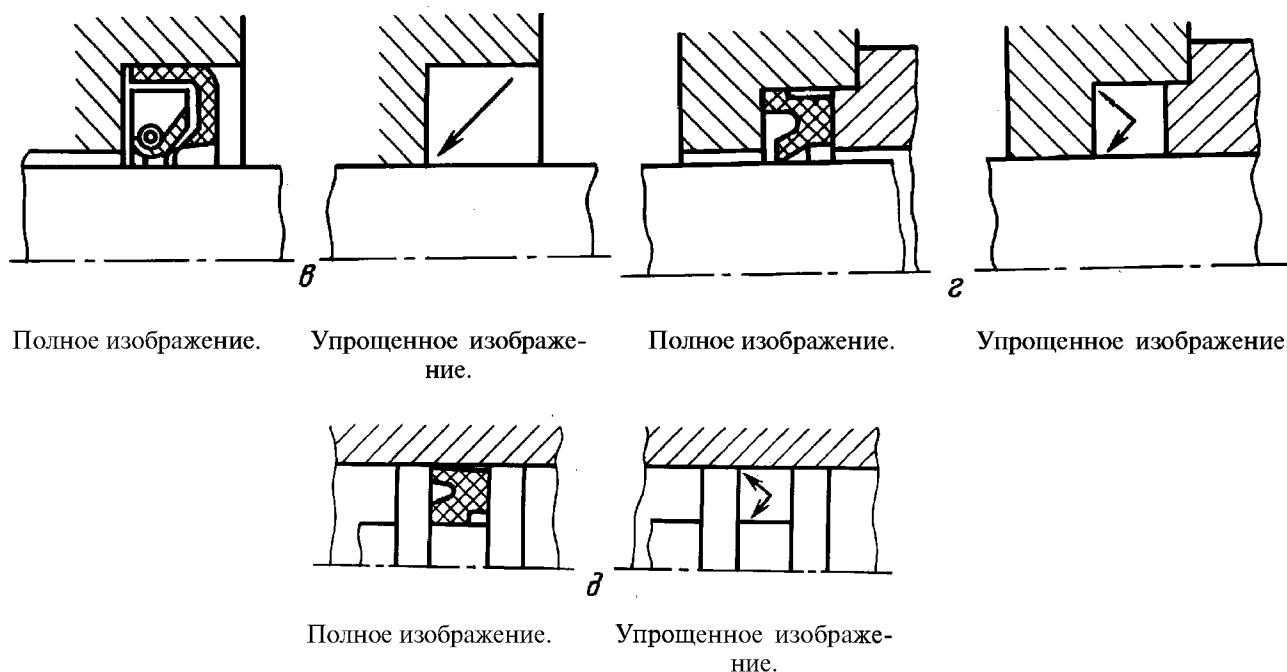 в
г
Полное изображение.
Упрощенное изображе-
ние.
Полное изображение.
Упрощенное изображение
д
Полное изображение.
Упрощенное изображе-
ние.